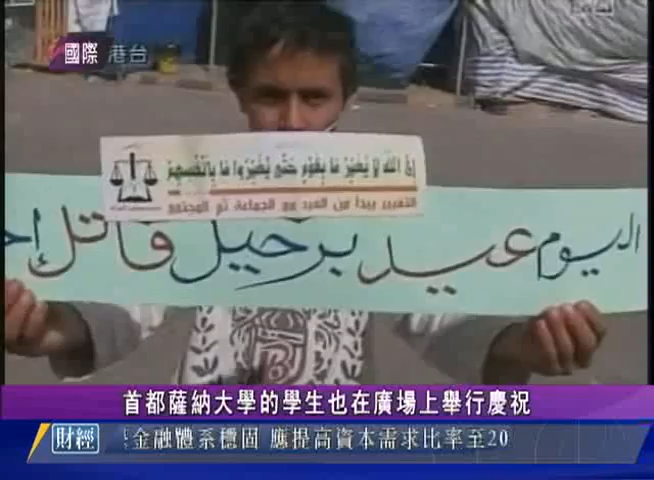 國際 港台
إن الله لا يغير ما بقوم حتى يغيروا ما بأنفسهم
التغيير يبدأ من الفرد مع الجماعة ثم المجتمع
اليوم عيد برحيل قاتل
首都薩納大學的學生也在廣場上舉行慶祝
財經 金融體系穩固 應提高資本需求比率至20